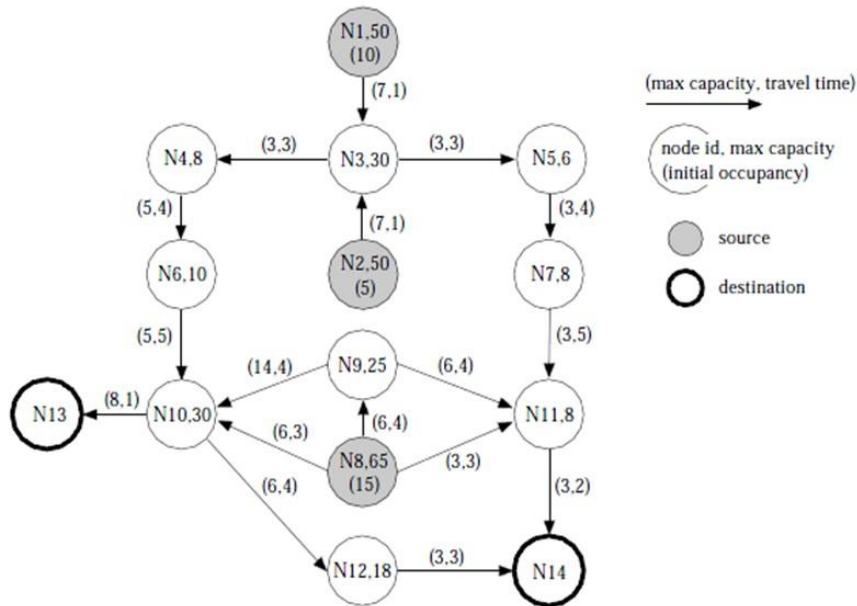 N1,50
(10)
(7,1)
(max capacity, travel time)
N4,8
(3,3)
N3,30
(3,3)
N5,6
node id, max capacity
(initial occupancy)
(5,4)
(7,1)
(3,4)
source
N6,10
N2,50
(5)
N7,8
destination
(5,5)
(3,5)
(14,4)
N9,25
(6,4)
N13
(8,1)
N10,30
(6,3)
(6,4)
(3,3)
N11,8
N8,65
(15)
(6,4)
(3,2)
N12,18
(3,3)
N14